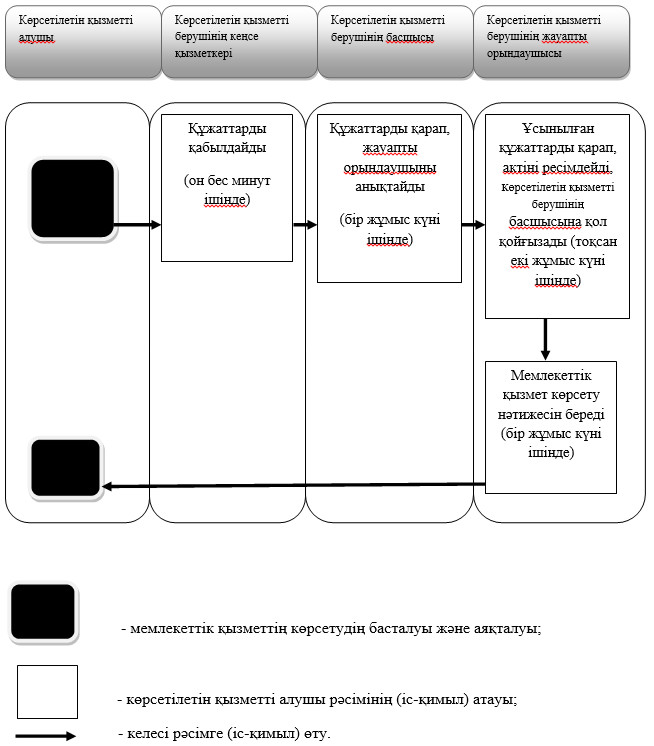 Көрсетілетін қызметті
алушы
Көрсетілетін қызметті
берушінің кеңсе
қызметкері
Көрсетілетін қызметті
берушінің басшысы
Көрсетілетін қызметті
берушінің жауапты
орындаушысы
Құжаттарды
қабылдайды
(он бес минут
ішінде)
Құжаттарды қарап,
жауапты
орындаушыны
анықтайды
(бір жұмыс күні
ішінде)
Ұсынылған
құжаттарды қарап,
актіні ресімдейді,
Көрсетілетін қызметті
берушінің
басшысына қол
қойғызады (тоқсан
екі жұмыс күні
ішінде)
Мемлекеттік
қызмет көрсету
нәтижесін береді
(бір жұмыс күні
ішінде)
- мемлекеттік қызметтің көрсетудің басталуы және аяқталуы;
- көрсетілетін қызметті алушы рәсімінің (іс-қимыл) атауы;
- келесі рәсімге (іс-қимыл) өту.